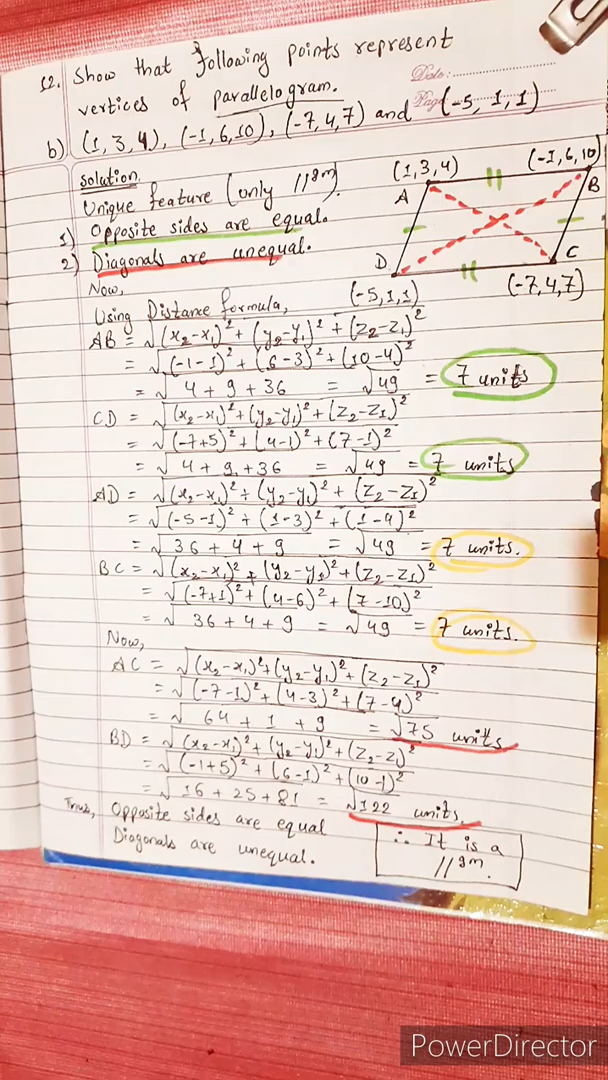 12. Show that following points represent
vertices of parallelogram.
Date:
Page
b) (1, 3, 4), (-1, 6, 10), (-7, 4, 7) and (-5, 1, 1)
Solution
Unique feature (only //gm)
1) Opposite sides are equal.
2) Diagonals are unequal.
(1,3,4)
(-1,6,10)
A
B
D
C
(-5,1,1)
(-7,4,7)
Now,
Using Distance formula,
AB = √(x₂-x₁)² + (y₂-y₁)² + (z₂-z₁)²
= √(-1-1)² + (6-3)² + (10-4)²
= √4 + 9 + 36 = √49 = 7 units
CD = √(x₂-x₁)² + (y₂-y₁)² + (z₂-z₁)²
= √(-7+5)² + (4-1)² + (7-1)²
= √4 + 9 + 36 = √49 = 7 units
AD = √(x₂-x₁)² + (y₂-y₁)² + (z₂-z₁)²
= √(-5-1)² + (1-3)² + (1-4)²
= √36 + 4 + 9 = √49 = 7 units.
BC = √(x₂-x₁)² + (y₂-y₁)² + (z₂-z₁)²
= √(-7+1)² + (4-6)² + (7-10)²
= √36 + 4 + 9 = √49 = 7 units.
Now,
AC = √(x₂-x₁)² + (y₂-y₁)² + (z₂-z₁)²
= √(-7-1)² + (4-3)² + (7-4)²
= √64 + 1 + 9 = √75 units
BD = √(x₂-x₁)² + (y₂-y₁)² + (z₂-z₁)²
= √(-1+5)² + (6-1)² + (10-1)²
= √16 + 25 + 81 = √122 units.
Thus, Opposite sides are equal
Diagonals are unequal.
∴ It is a
//gm.
PowerDirector